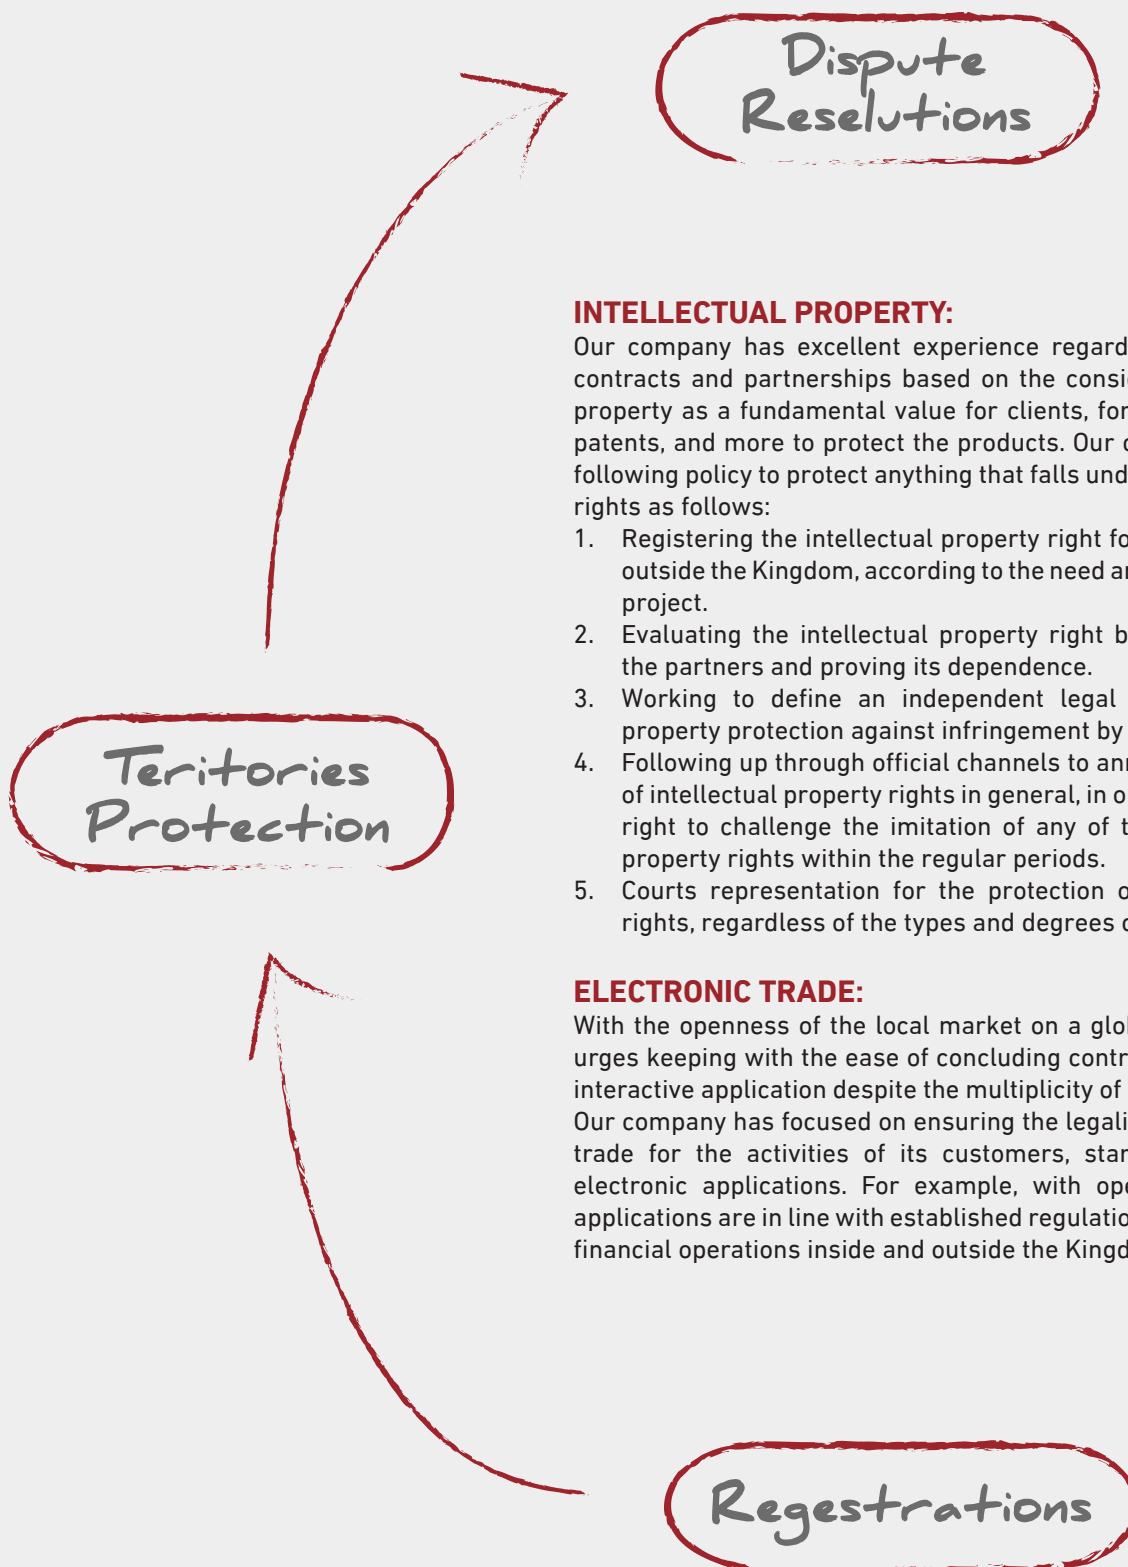 Dispute
Reselutions
INTELLECTUAL PROPERTY:
Our company has excellent experience regard
contracts and partnerships based on the consi
property as a fundamental value for clients, for
patents, and more to protect the products. Our
following policy to protect anything that falls und
rights as follows:
1. Registering the intellectual property right fo
outside the Kingdom, according to the need
project.
2. Evaluating the intellectual property right b
the partners and proving its dependence.
3. Working to define an independent legal
property protection against infringement by
4. Following up through official channels to
of intellectual property rights in general, in
right to challenge the imitation of any of
property rights within the regular periods.
5. Courts representation for the protection
rights, regardless of the types and degrees
Teritories
Protection
ELECTRONIC TRADE:
With the openness of the local market on a glob
urges keeping with the ease of concluding contr
interactive application despite the multiplicity of
Our company has focused on ensuring the legali
trade for the activities of its customers, star
electronic applications. For example, with ope
applications are in line with established regulatio
financial operations inside and outside the Kingd
Regestrations